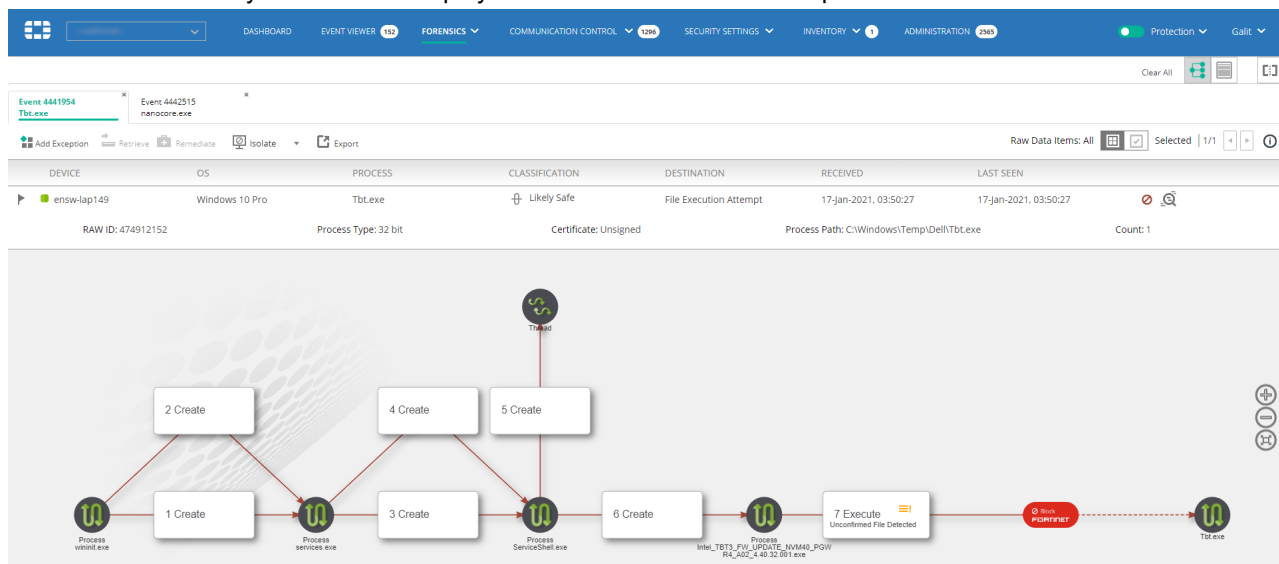 DASHBOARD EVENT VIEWER 152 FORENSICS COMMUNICATION CONTROL 1296 SECURITY SETTINGS INVENTORY 1 ADMINISTRATION 2565 Protection Galit
Clear All
Event 4441954 × Event 4442515 ×
Tbt.exe nanocore.exe
Add Exception Retrieve Remediate Isolate Export Raw Data Items: All Selected 1/1
DEVICE OS PROCESS CLASSIFICATION DESTINATION RECEIVED LAST SEEN
ensw-lap149 Windows 10 Pro Tbt.exe Likely Safe File Execution Attempt 17-Jan-2021, 03:50:27 17-Jan-2021, 03:50:27
RAW ID: 474912152 Process Type: 32 bit Certificate: Unsigned Process Path: C:\Windows\Temp\Dell\Tbt.exe Count: 1
Thread
2 Create 4 Create 5 Create
1 Create 3 Create 6 Create 7 Execute
Unconfirmed File Detected
Block
FORTINET
Process
wininit.exe
Process
services.exe
Process
ServiceShell.exe
Process
Intel_TBT3_FW_UPDATE_NVM40_PGW
R4_A02_4.40.32.001.exe
Tbt.exe